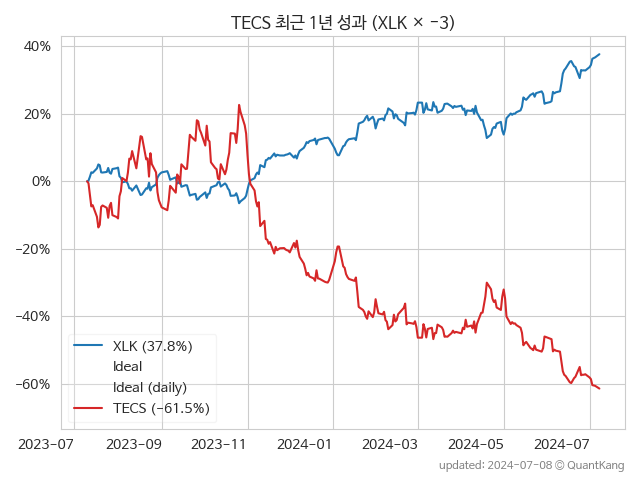 TECS 최근 1년 성과 (XLK × −3)
40%
20%
0%
−20%
−40%
−60%
XLK (37.8%)
Ideal
Ideal (daily)
TECS (−61.5%)
2023-07 2023-09 2023-11 2024-01 2024-03 2024-05 2024-07
updated: 2024-07-08 © QuantKang